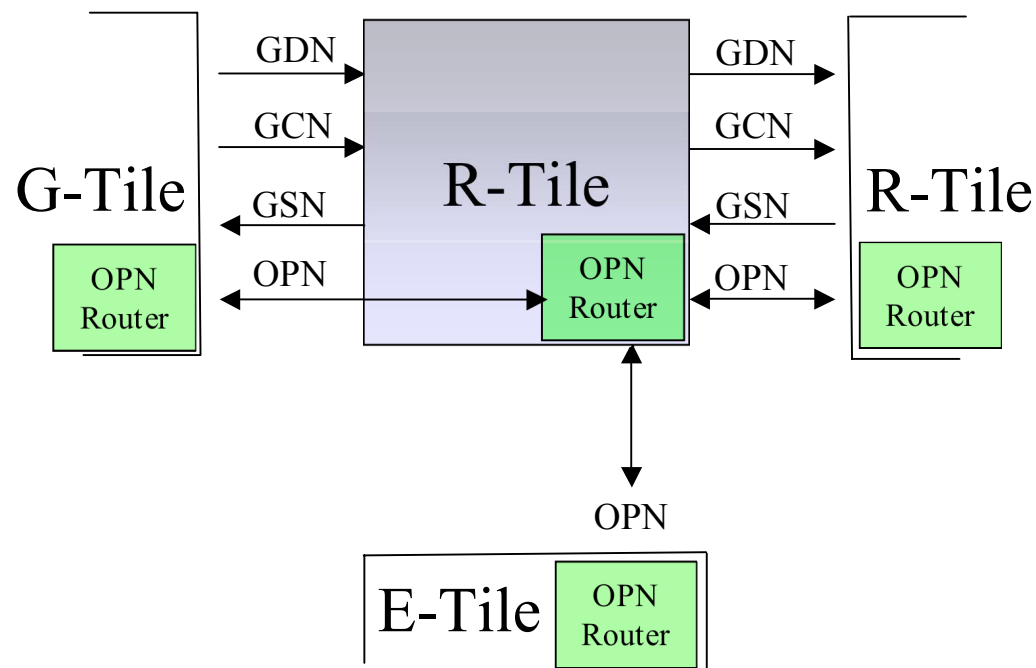 GDN
GDN
GCN
GCN
G-Tile
R-Tile
R-Tile
GSN
GSN
OPN
Router
OPN
OPN
Router
OPN
OPN
Router
OPN
E-Tile
OPN
Router